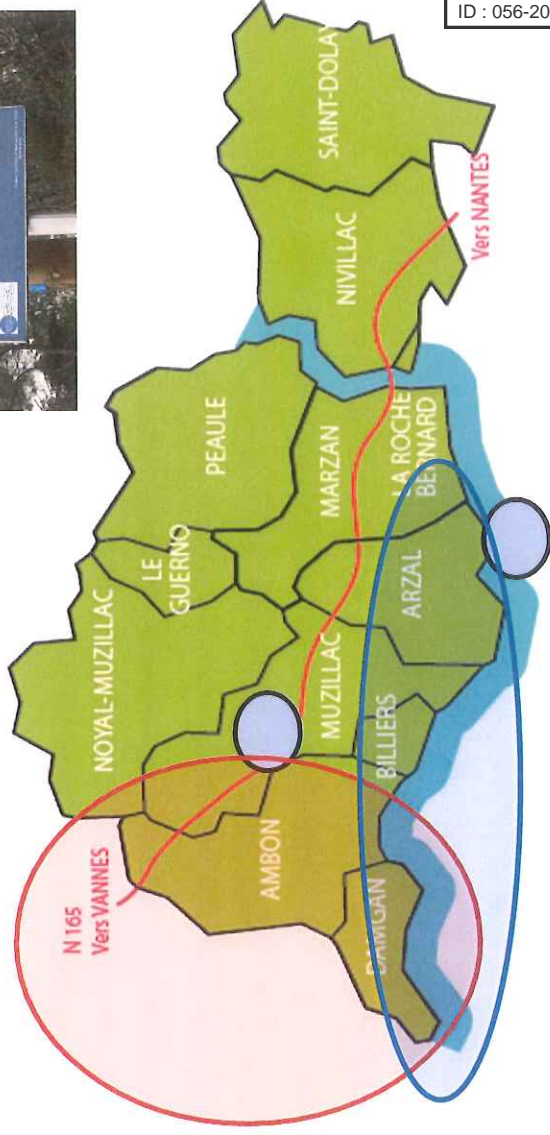 ID : 056-20
SAINT-DOLAY
NIVILLAC
Vers NANTES
PEAULE
MARZAN
LA ROCHE
BERNARD
LE
GUERNO
ARZAL
NOYAL-MUZILLAC
MUZILLAC
BILLIERS
AMBON
DAMGAN
N 165
Vers VANNES